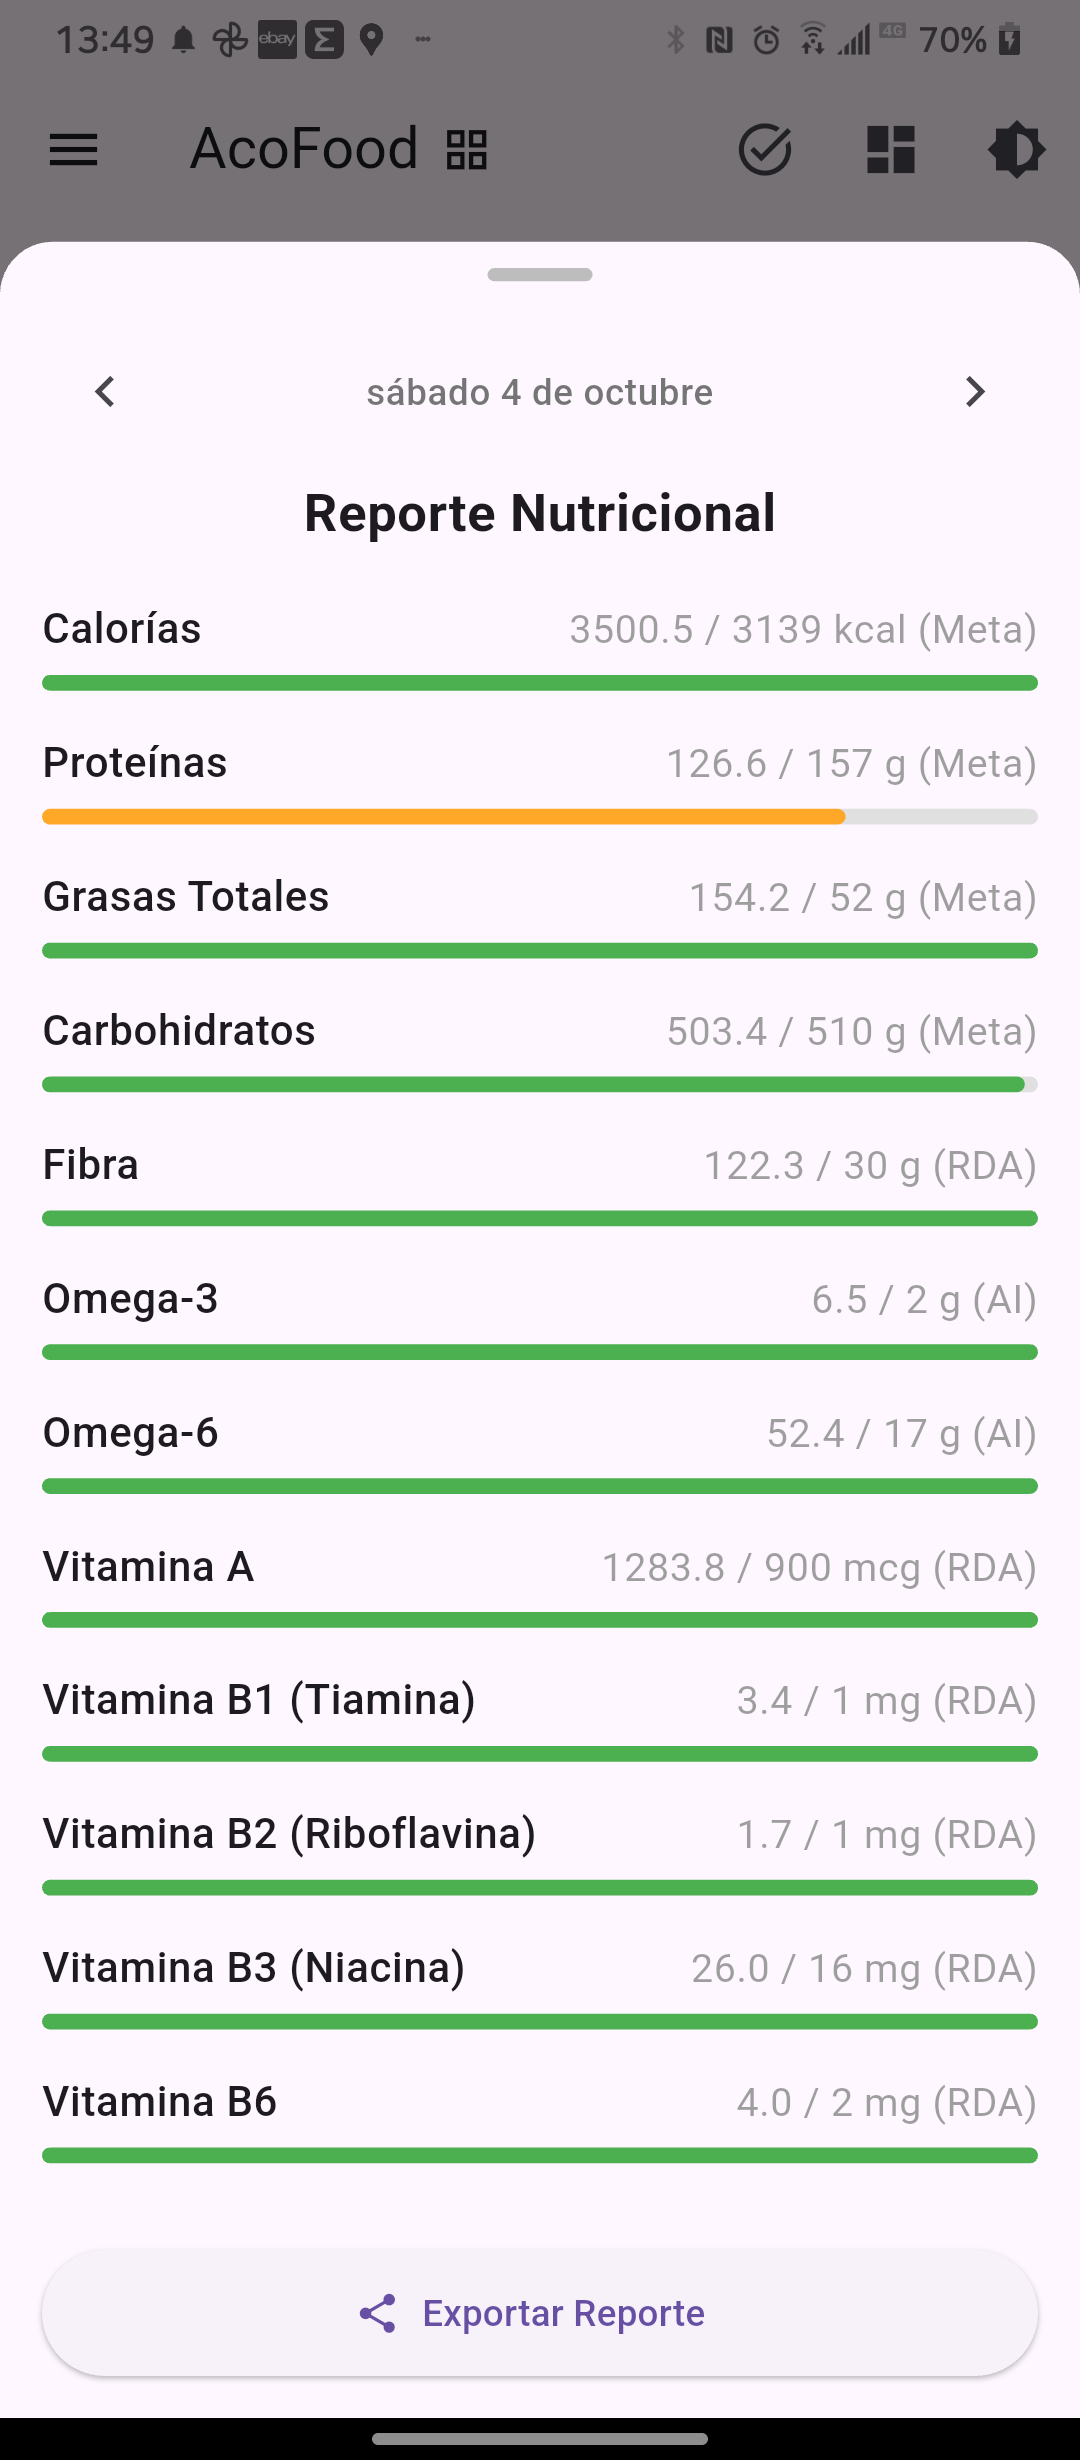 13:49 ebay 4G 70%
AcoFood
sábado 4 de octubre
Reporte Nutricional
Calorías 3500.5 / 3139 kcal (Meta)
Proteínas 126.6 / 157 g (Meta)
Grasas Totales 154.2 / 52 g (Meta)
Carbohidratos 503.4 / 510 g (Meta)
Fibra 122.3 / 30 g (RDA)
Omega-3 6.5 / 2 g (AI)
Omega-6 52.4 / 17 g (AI)
Vitamina A 1283.8 / 900 mcg (RDA)
Vitamina B1 (Tiamina) 3.4 / 1 mg (RDA)
Vitamina B2 (Riboflavina) 1.7 / 1 mg (RDA)
Vitamina B3 (Niacina) 26.0 / 16 mg (RDA)
Vitamina B6 4.0 / 2 mg (RDA)
Exportar Reporte